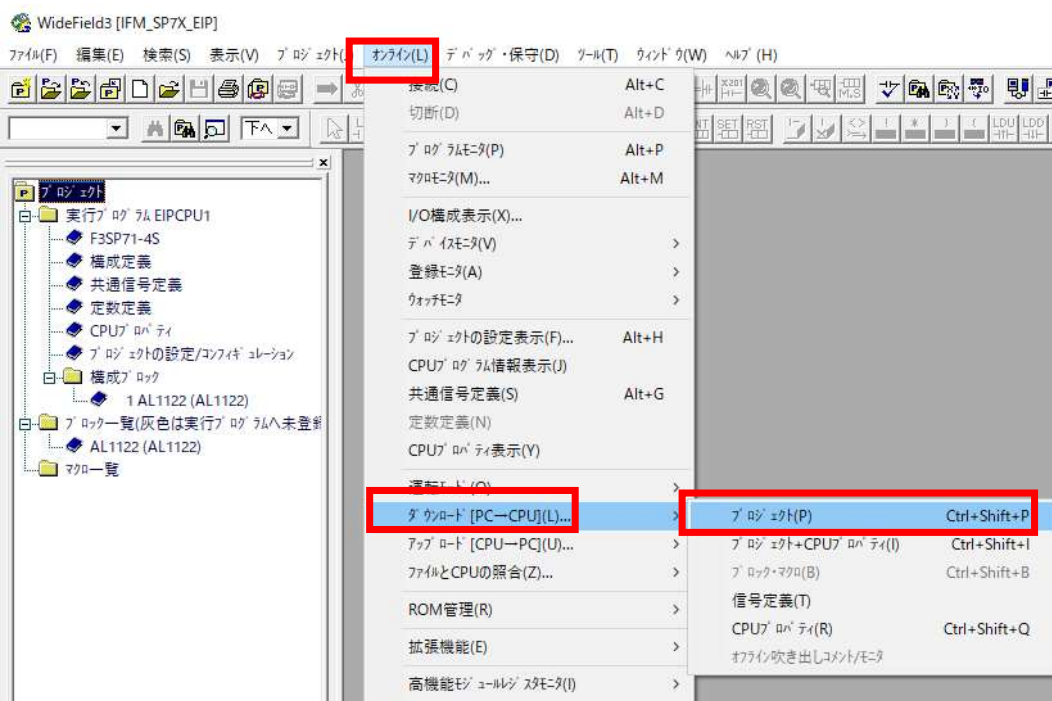 WideField3 [IFM_SP7X_EIP]
ﾌｧｲﾙ(F) 編集(E) 検索(S) 表示(V) ﾌﾟﾛｼﾞｪｸﾄ( ｵﾝﾗｲﾝ(L) ﾃﾞﾊﾞｯｸﾞ・保守(D) ﾂｰﾙ(T) ｳｨﾝﾄﾞｳ(W) ﾍﾙﾌﾟ(H)
下へ
X201
M.S
SET
RST
LDU
LDD
ﾌﾟﾛｼﾞｪｸﾄ
実行ﾌﾟﾛｸﾞﾗﾑ EIPCPU1
F3SP71-4S
構成定義
共通信号定義
定数定義
CPUﾌﾟﾛﾊﾟﾃｨ
ﾌﾟﾛｼﾞｪｸﾄの設定/ｺﾝﾌｨｷﾞｭﾚｰｼｮﾝ
構成ﾌﾞﾛｯｸ
1 AL1122 (AL1122)
ﾌﾞﾛｯｸ一覧(灰色は実行ﾌﾟﾛｸﾞﾗﾑへ未登録
AL1122 (AL1122)
ﾏｸﾛ一覧
接続(C) Alt+C
切断(D) Alt+D
ﾌﾟﾛｸﾞﾗﾑﾓﾆﾀ(P) Alt+P
ﾏｸﾛﾓﾆﾀ(M)... Alt+M
I/O構成表示(X)...
ﾃﾞﾊﾞｲｽﾓﾆﾀ(V) >
登録ﾓﾆﾀ(A) >
ｳｫｯﾁﾓﾆﾀ >
ﾌﾟﾛｼﾞｪｸﾄの設定表示(F)... Alt+H
CPUﾌﾟﾛｸﾞﾗﾑ情報表示(J)
共通信号定義(S) Alt+G
定数定義(N)
CPUﾌﾟﾛﾊﾟﾃｨ表示(Y)
運転ﾓｰﾄﾞ(O) >
ﾀﾞｳﾝﾛｰﾄﾞ[PC→CPU](L)... >
ｱｯﾌﾟﾛｰﾄﾞ[CPU→PC](U)... >
ﾌｧｲﾙとCPUの照合(Z)... >
ROM管理(R) >
拡張機能(E) >
高機能ﾓｼﾞｭｰﾙﾚｼﾞｽﾀﾓﾆﾀ(I) >
ﾌﾟﾛｼﾞｪｸﾄ(P) Ctrl+Shift+P
ﾌﾟﾛｼﾞｪｸﾄ+CPUﾌﾟﾛﾊﾟﾃｨ(I) Ctrl+Shift+I
ﾌﾞﾛｯｸ・ﾏｸﾛ(B) Ctrl+Shift+B
信号定義(T)
CPUﾌﾟﾛﾊﾟﾃｨ(R) Ctrl+Shift+Q
ｵﾌﾗｲﾝ吹き出しｺﾒﾝﾄ/ﾓﾆﾀ